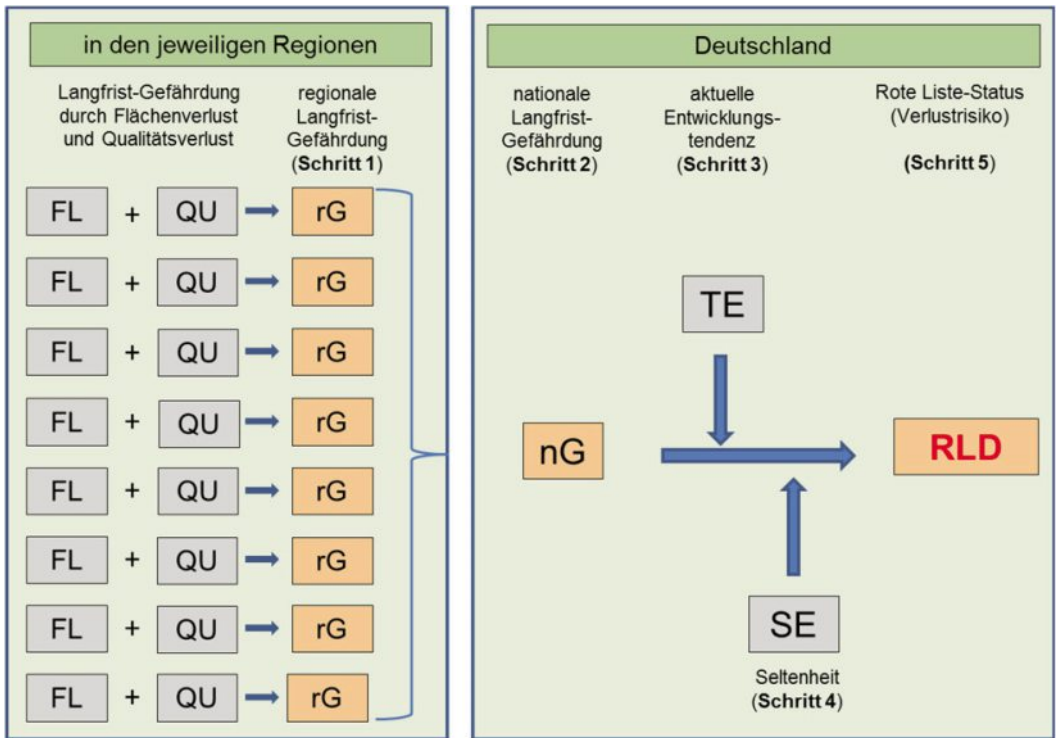 in den jeweiligen Regionen
Langfrist-Gefährdung
durch Flächenverlust
und Qualitätsverlust
regionale
Langfrist-
Gefährdung
(Schritt 1)
FL + QU rG
FL + QU rG
FL + QU rG
FL + QU rG
FL + QU rG
FL + QU rG
FL + QU rG
FL + QU rG
Deutschland
nationale
Langfrist-
Gefährdung
(Schritt 2)
aktuelle
Entwicklungs-
tendenz
(Schritt 3)
Rote Liste-Status
(Verlustrisiko)
(Schritt 5)
TE
nG
RLD
SE
Seltenheit
(Schritt 4)